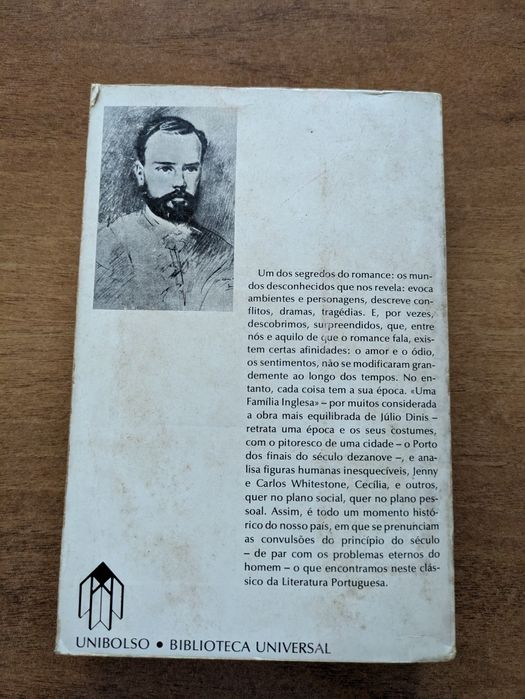 Um dos segredos do romance: os mun-
dos desconhecidos que nos revela: evoca
ambientes e personagens, descreve con-
flitos, dramas, tragédias. E, por vezes,
descobrimos, surpreendidos, que, entre
nós e aquilo de que o romance fala, exis-
tem certas afinidades: o amor e o ódio,
os sentimentos, não se modificaram gran-
demente ao longo dos tempos. No en-
tanto, cada coisa tem a sua época. «Uma
Família Inglesa» – por muitos considerada
a obra mais equilibrada de Júlio Dinis –
retrata uma época e os seus costumes,
com o pitoresco de uma cidade – o Porto
dos finais do século dezanove –, e ana-
lisa figuras humanas inesquecíveis, Jenny
e Carlos Whitestone, Cecília, e outros,
quer no plano social, quer no plano pes-
soal. Assim, é todo um momento histó-
rico do nosso país, em que se prenunciam
as convulsões do princípio do século
– de par com os problemas eternos do
homem – o que encontramos neste clás-
sico da Literatura Portuguesa.
UNIBOLSO • BIBLIOTECA UNIVERSAL